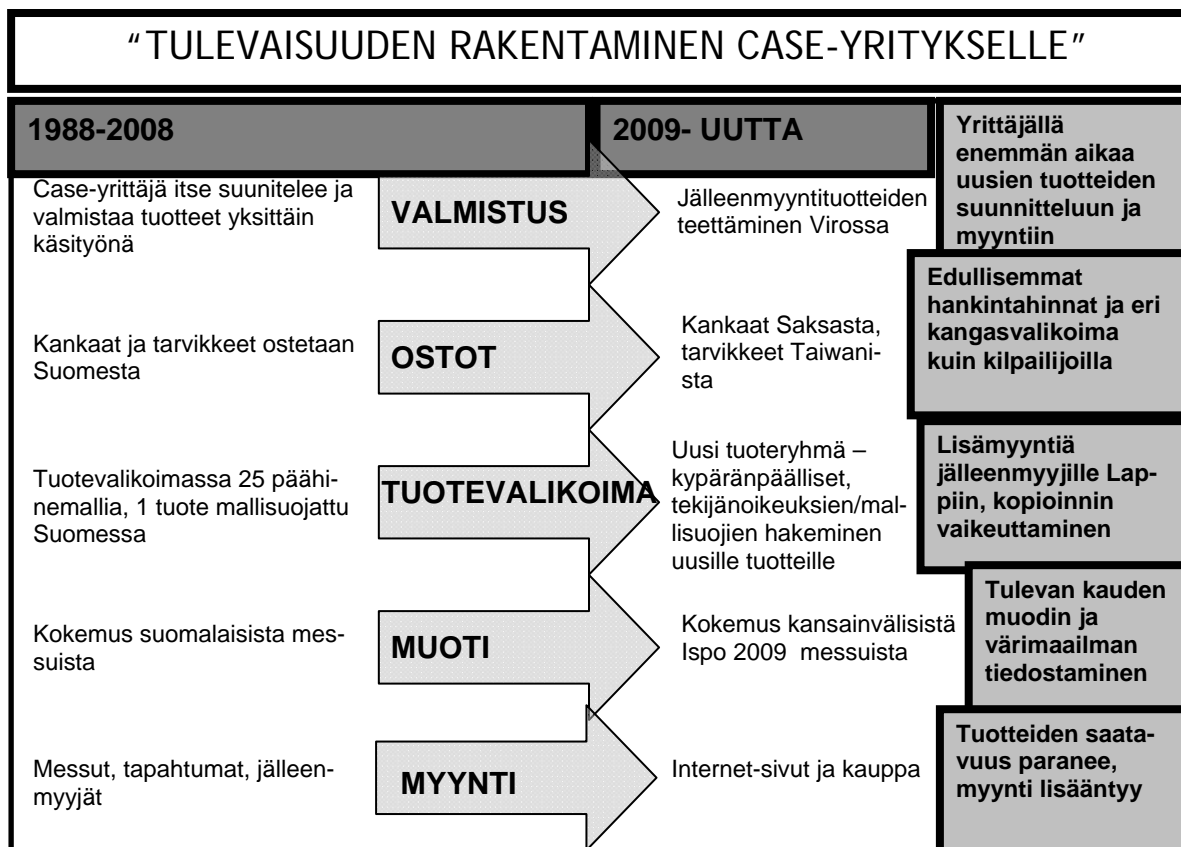 “TULEVAISUUDEN RAKENTAMINEN CASE-YRITYKSELLE”
1988-2008
2009- UUTTA
Yrittäjällä
enemmän aikaa
uusien tuotteiden
suunnitteluun ja
myyntiin
Case-yrittäjä itse suunitelee ja
valmistaa tuotteet yksittäin
käsityönä
VALMISTUS
Jälleenmyyntituotteiden
teettäminen Virossa
Edullisemmat
hankintahinnat ja eri
kangasvalikoima
kuin kilpailijoilla
Kankaat ja tarvikkeet ostetaan
Suomesta
OSTOT
Kankaat Saksasta,
tarvikkeet Taiwani-
sta
Tuotevalikoimassa 25 päähi-
nemallia, 1 tuote mallisuojattu
Suomessa
TUOTEVALIKOIMA
Uusi tuoteryhmä –
kypäränpäälliset,
tekijänoikeuksien/mal-
lisuojien hakeminen
uusille tuotteille
Lisämyyntiä
jälleenmyyjille Lap-
piin, kopioinnin
vaikeuttaminen
Kokemus suomalaisista mes-
suista
MUOTI
Kokemus kansainvälisistä
Ispo 2009 messuista
Tulevan kauden
muodin ja
värimaailman
tiedostaminen
Messut, tapahtumat, jälleen-
myyjät
MYYNTI
Internet-sivut ja kauppa
Tuotteiden saata-
vuus paranee,
myynti lisääntyy